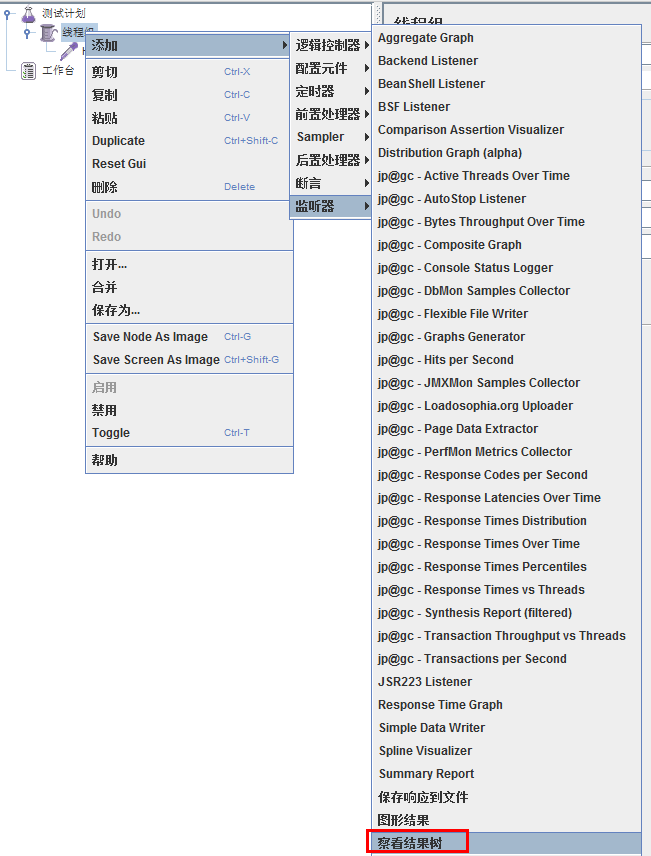 测试计划
线程组
工作台
线程组
添加
剪切 Ctrl-X
复制 Ctrl-C
粘贴 Ctrl-V
Duplicate Ctrl+Shift-C
Reset Gui
删除 Delete
Undo
Redo
打开...
合并
保存为...
Save Node As Image Ctrl-G
Save Screen As Image Ctrl+Shift-G
启用
禁用
Toggle Ctrl-T
帮助
逻辑控制器
配置元件
定时器
前置处理器
Sampler
后置处理器
断言
监听器
Aggregate Graph
Backend Listener
BeanShell Listener
BSF Listener
Comparison Assertion Visualizer
Distribution Graph (alpha)
jp@gc - Active Threads Over Time
jp@gc - AutoStop Listener
jp@gc - Bytes Throughput Over Time
jp@gc - Composite Graph
jp@gc - Console Status Logger
jp@gc - DbMon Samples Collector
jp@gc - Flexible File Writer
jp@gc - Graphs Generator
jp@gc - Hits per Second
jp@gc - JMXMon Samples Collector
jp@gc - Loadosophia.org Uploader
jp@gc - Page Data Extractor
jp@gc - PerfMon Metrics Collector
jp@gc - Response Codes per Second
jp@gc - Response Latencies Over Time
jp@gc - Response Times Distribution
jp@gc - Response Times Over Time
jp@gc - Response Times Percentiles
jp@gc - Response Times vs Threads
jp@gc - Synthesis Report (filtered)
jp@gc - Transaction Throughput vs Threads
jp@gc - Transactions per Second
JSR223 Listener
Response Time Graph
Simple Data Writer
Spline Visualizer
Summary Report
保存响应到文件
图形结果
察看结果树